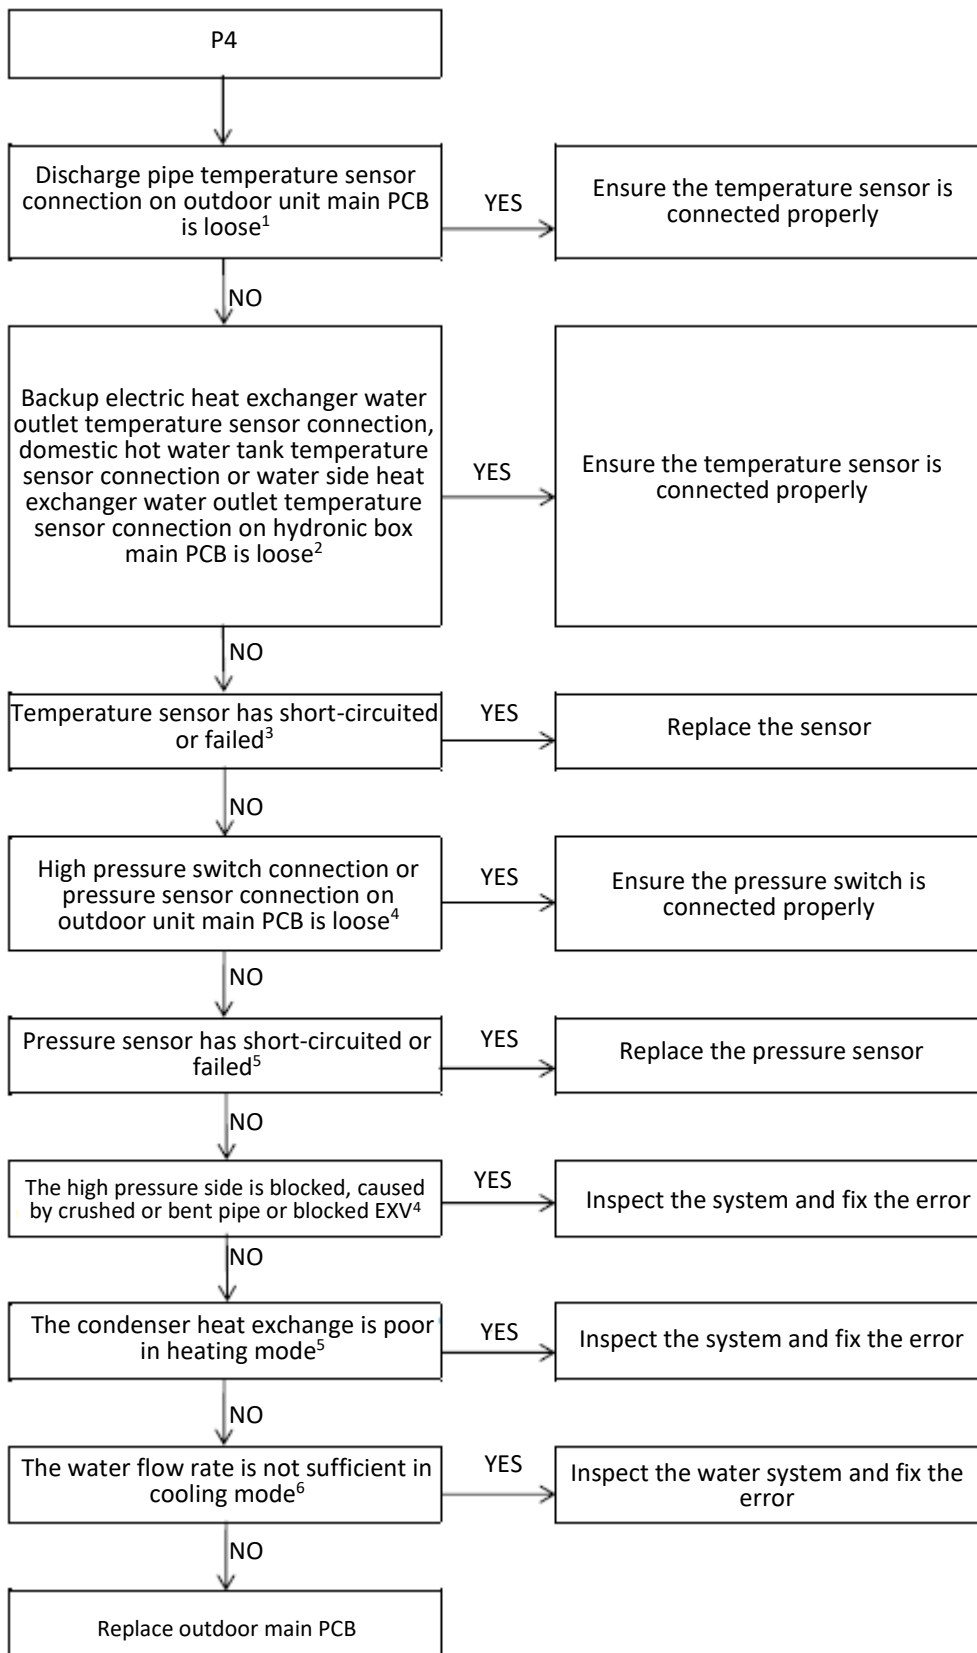 P4
Discharge pipe temperature sensor
connection on outdoor unit main PCB
is loose¹
YES
Ensure the temperature sensor is
connected properly
NO
Backup electric heat exchanger water
outlet temperature sensor connection,
domestic hot water tank temperature
sensor connection or water side heat
exchanger water outlet temperature
sensor connection on hydronic box
main PCB is loose²
YES
Ensure the temperature sensor is
connected properly
NO
Temperature sensor has short-circuited
or failed³
YES
Replace the sensor
NO
High pressure switch connection or
pressure sensor connection on
outdoor unit main PCB is loose⁴
YES
Ensure the pressure switch is
connected properly
NO
Pressure sensor has short-circuited or
failed⁵
YES
Replace the pressure sensor
NO
The high pressure side is blocked, caused
by crushed or bent pipe or blocked EXV⁴
YES
Inspect the system and fix the error
NO
The condenser heat exchange is poor
in heating mode⁵
YES
Inspect the system and fix the error
NO
The water flow rate is not sufficient in
cooling mode⁶
YES
Inspect the water system and fix the
error
NO
Replace outdoor main PCB